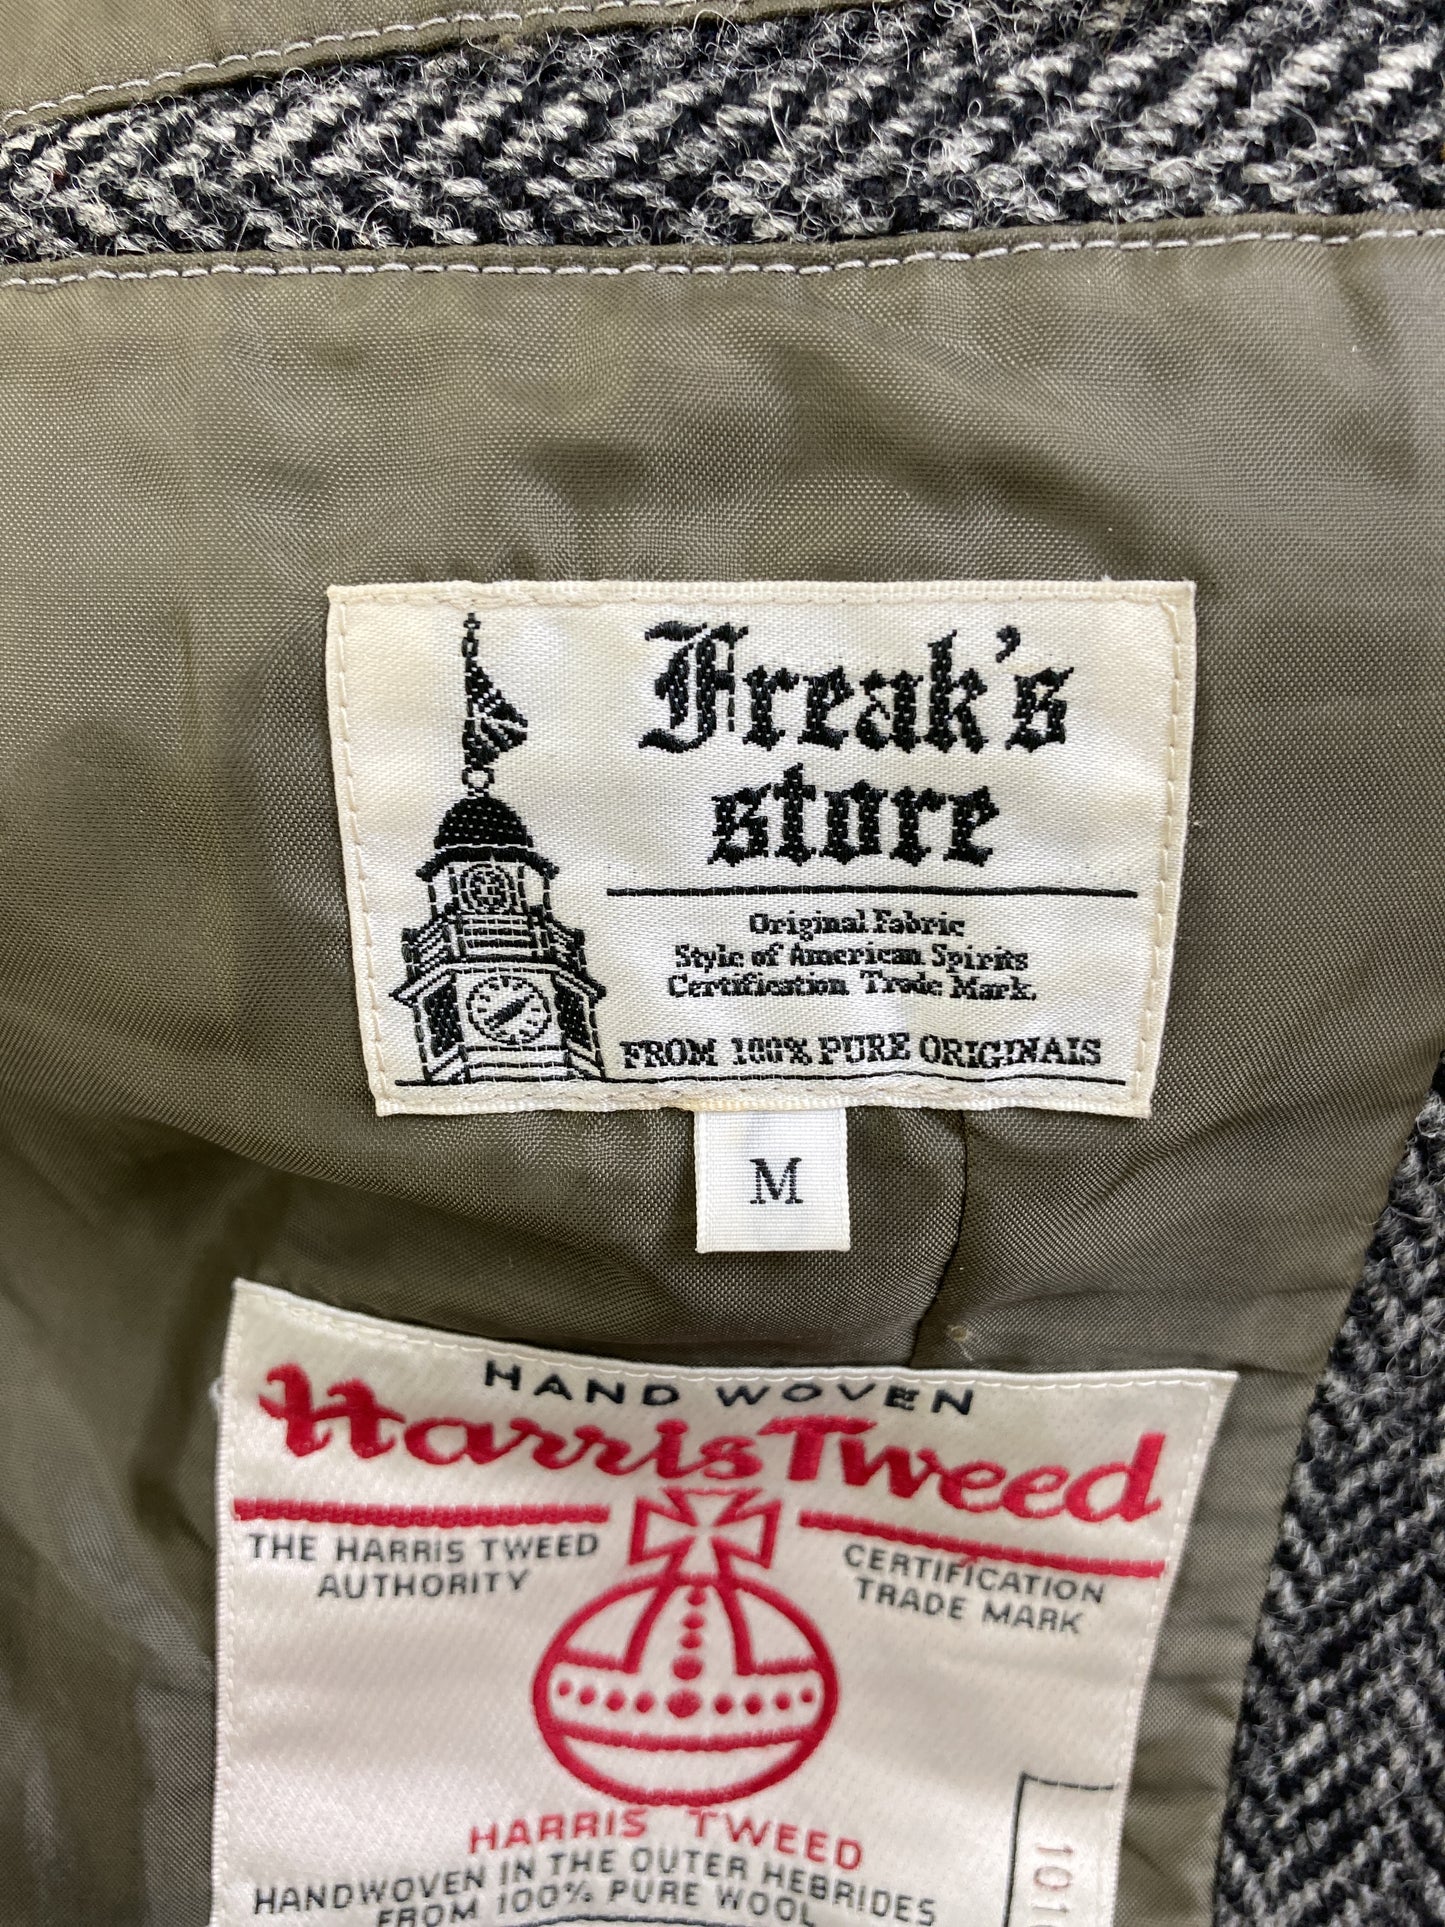 Freak's
store
Original Fabric
Style of American Spirits
Certification Trade Mark.
FROM 100% PURE ORIGINAIS
M
HAND WOVEN
Harris Tweed
THE HARRIS TWEED
AUTHORITY
CERTIFICATION
TRADE MARK
HARRIS TWEED
HANDWOVEN IN THE OUTER HEBRIDES
FROM 100% PURE WOOL